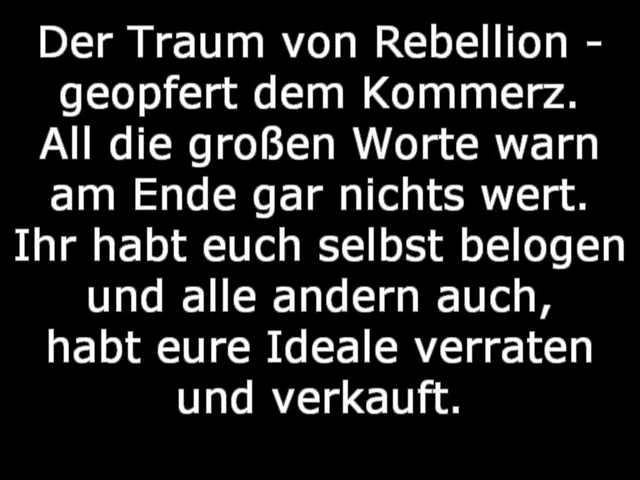 Der Traum von Rebellion -
geopfert dem Kommerz.
All die großen Worte warn
am Ende gar nichts wert.
Ihr habt euch selbst belogen
und alle andern auch,
habt eure Ideale verraten
und verkauft.